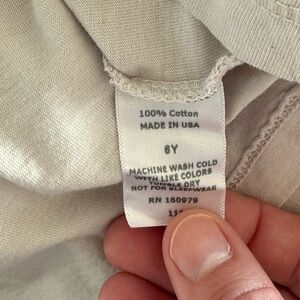 100% Cotton
MADE IN USA
6Y
MACHINE WASH COLD
WITH LIKE COLORS
TUMBLE DRY
NOT FOR SLEEPWEAR
RN 160979